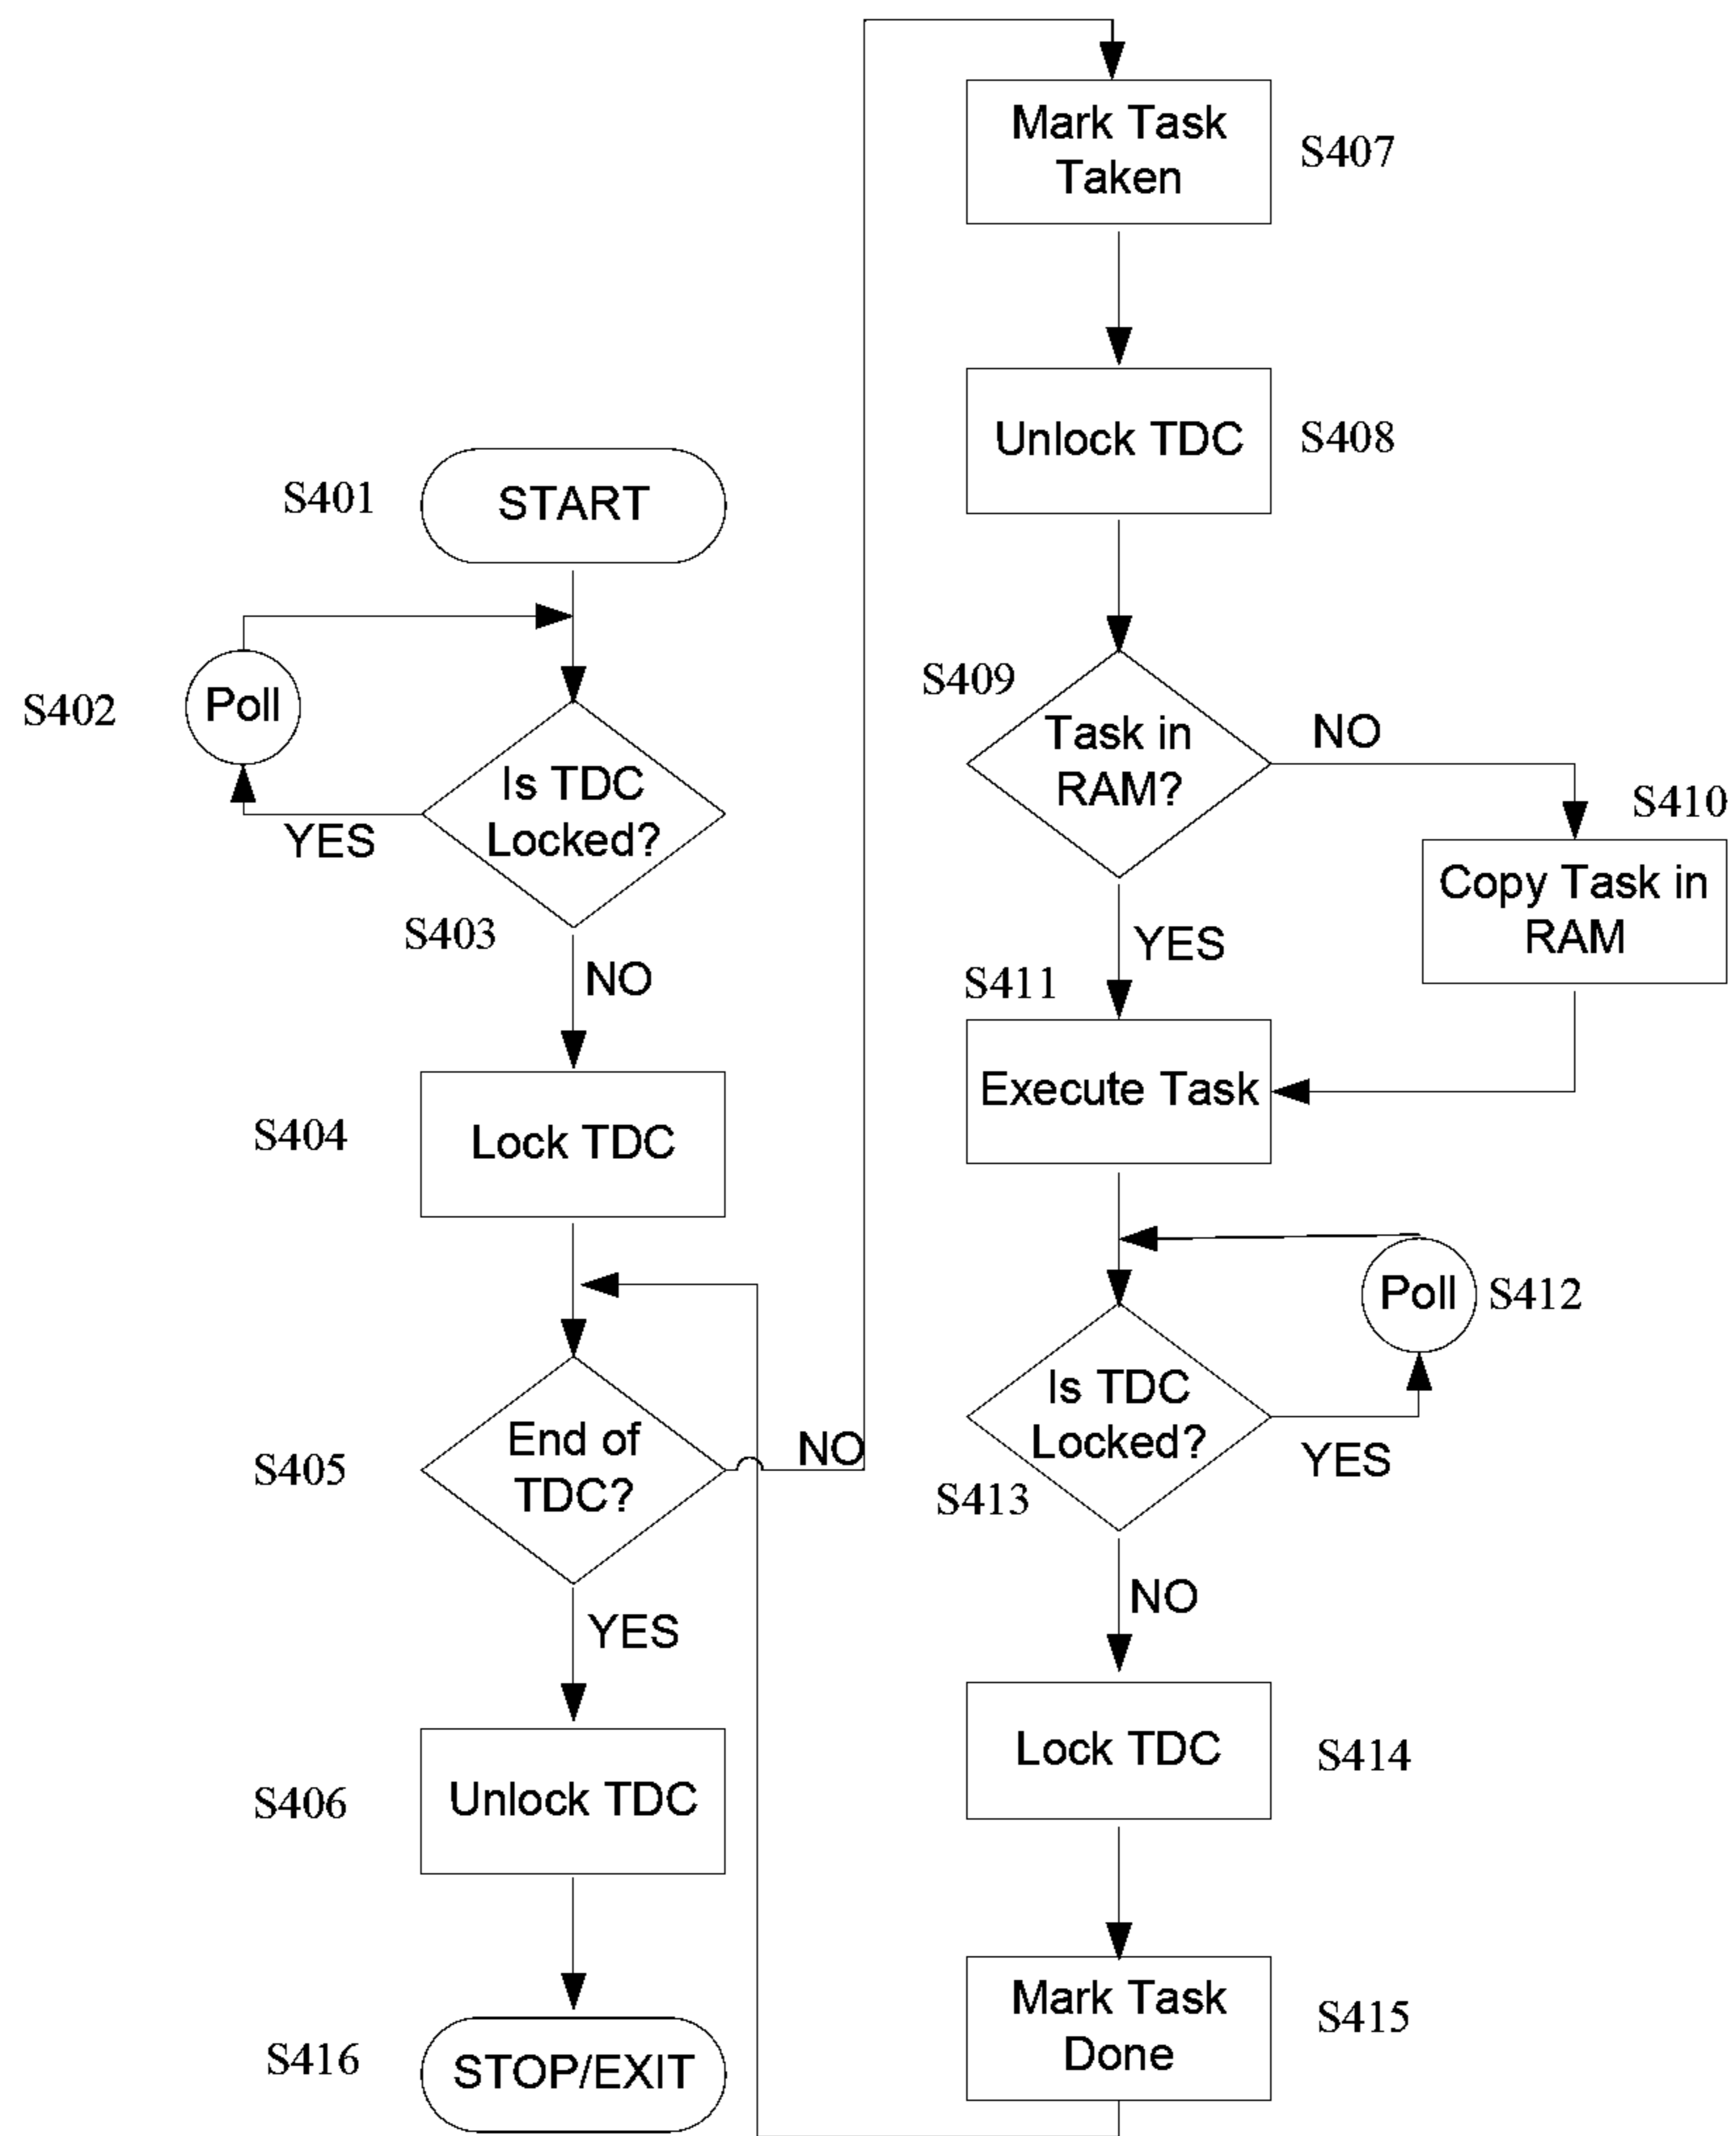 S401
START
S402
Poll
Is TDC
Locked?
YES
S403
NO
S404
Lock TDC
S405
End of
TDC?
NO
YES
S406
Unlock TDC
S416
STOP/EXIT
Mark Task
Taken
S407
Unlock TDC
S408
S409
Task in
RAM?
NO
S410
Copy Task in
RAM
YES
S411
Execute Task
Poll
S412
Is TDC
Locked?
YES
S413
NO
Lock TDC
S414
Mark Task
Done
S415